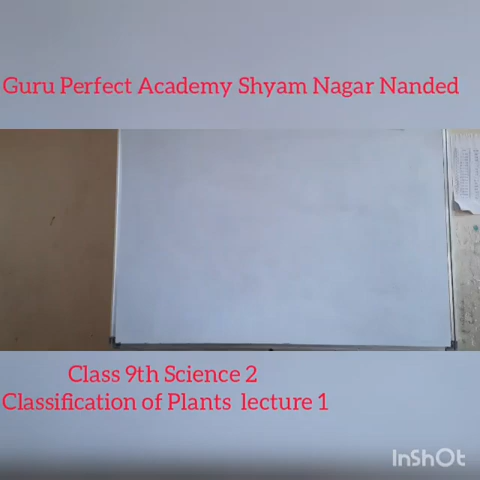 Guru Perfect Academy Shyam Nagar Nanded
Class 9th Science 2
Classification of Plants lecture 1
InShOt